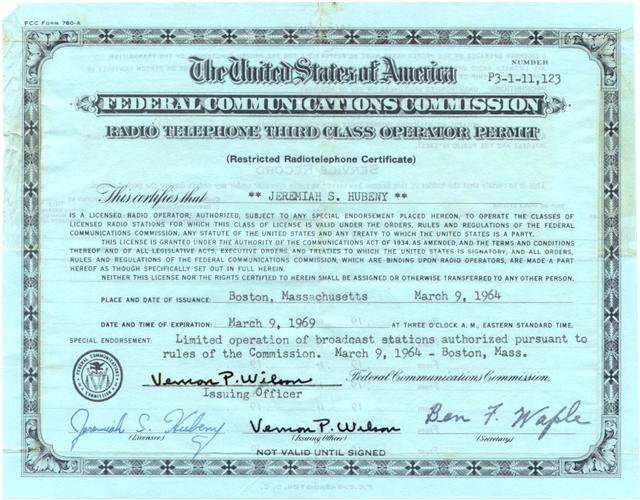 FCC FORM 760-A
The United States of America
NUMBER
P3-1-11,123
FEDERAL COMMUNICATIONS COMMISSION
RADIO TELEPHONE THIRD CLASS OPERATOR PERMIT
(Restricted Radiotelephone Certificate)
This certifies that ** JEREMIAH S. HUBENY **
IS A LICENSED RADIO OPERATOR, AUTHORIZED, SUBJECT TO ANY SPECIAL ENDORSEMENT PLACED HEREON, TO OPERATE THE CLASSES OF
LICENSED RADIO STATIONS FOR WHICH THIS CLASS OF LICENSE IS VALID UNDER THE ORDERS, RULES AND REGULATIONS OF THE FEDERAL
COMMUNICATIONS COMMISSION, ANY STATUTE OF THE UNITED STATES AND ANY TREATY TO WHICH THE UNITED STATES IS A PARTY.
THIS LICENSE IS GRANTED UNDER THE AUTHORITY OF THE COMMUNICATIONS ACT OF 1934, AS AMENDED, AND THE TERMS AND CONDITIONS
THEREOF AND OF ALL LEGISLATIVE ACTS, EXECUTIVE ORDERS, AND TREATIES TO WHICH THE UNITED STATES IS SIGNATORY, AND ALL ORDERS,
RULES AND REGULATIONS OF THE FEDERAL COMMUNICATIONS COMMISSION, WHICH ARE BINDING UPON RADIO OPERATORS, ARE MADE A PART
HEREOF AS THOUGH SPECIFICALLY SET OUT IN FULL HEREIN.
NEITHER THIS LICENSE NOR THE RIGHTS CERTIFIED TO HEREIN SHALL BE ASSIGNED OR OTHERWISE TRANSFERRED TO ANY OTHER PERSON.
PLACE AND DATE OF ISSUANCE: Boston, Massachusetts March 9, 1964
DATE AND TIME OF EXPIRATION: March 9, 1969 AT THREE O'CLOCK A. M., EASTERN STANDARD TIME.
SPECIAL ENDORSEMENT: Limited operation of broadcast stations authorized pursuant to
rules of the Commission. March 9, 1964 - Boston, Mass.
Vernon P. Wilson Federal Communications Commission,
Issuing Officer
Jeremiah S. Hubeny Vernon P. Wilson Ben F. Waple
(Licensee) (Issuing Officer) (Secretary)
NOT VALID UNTIL SIGNED